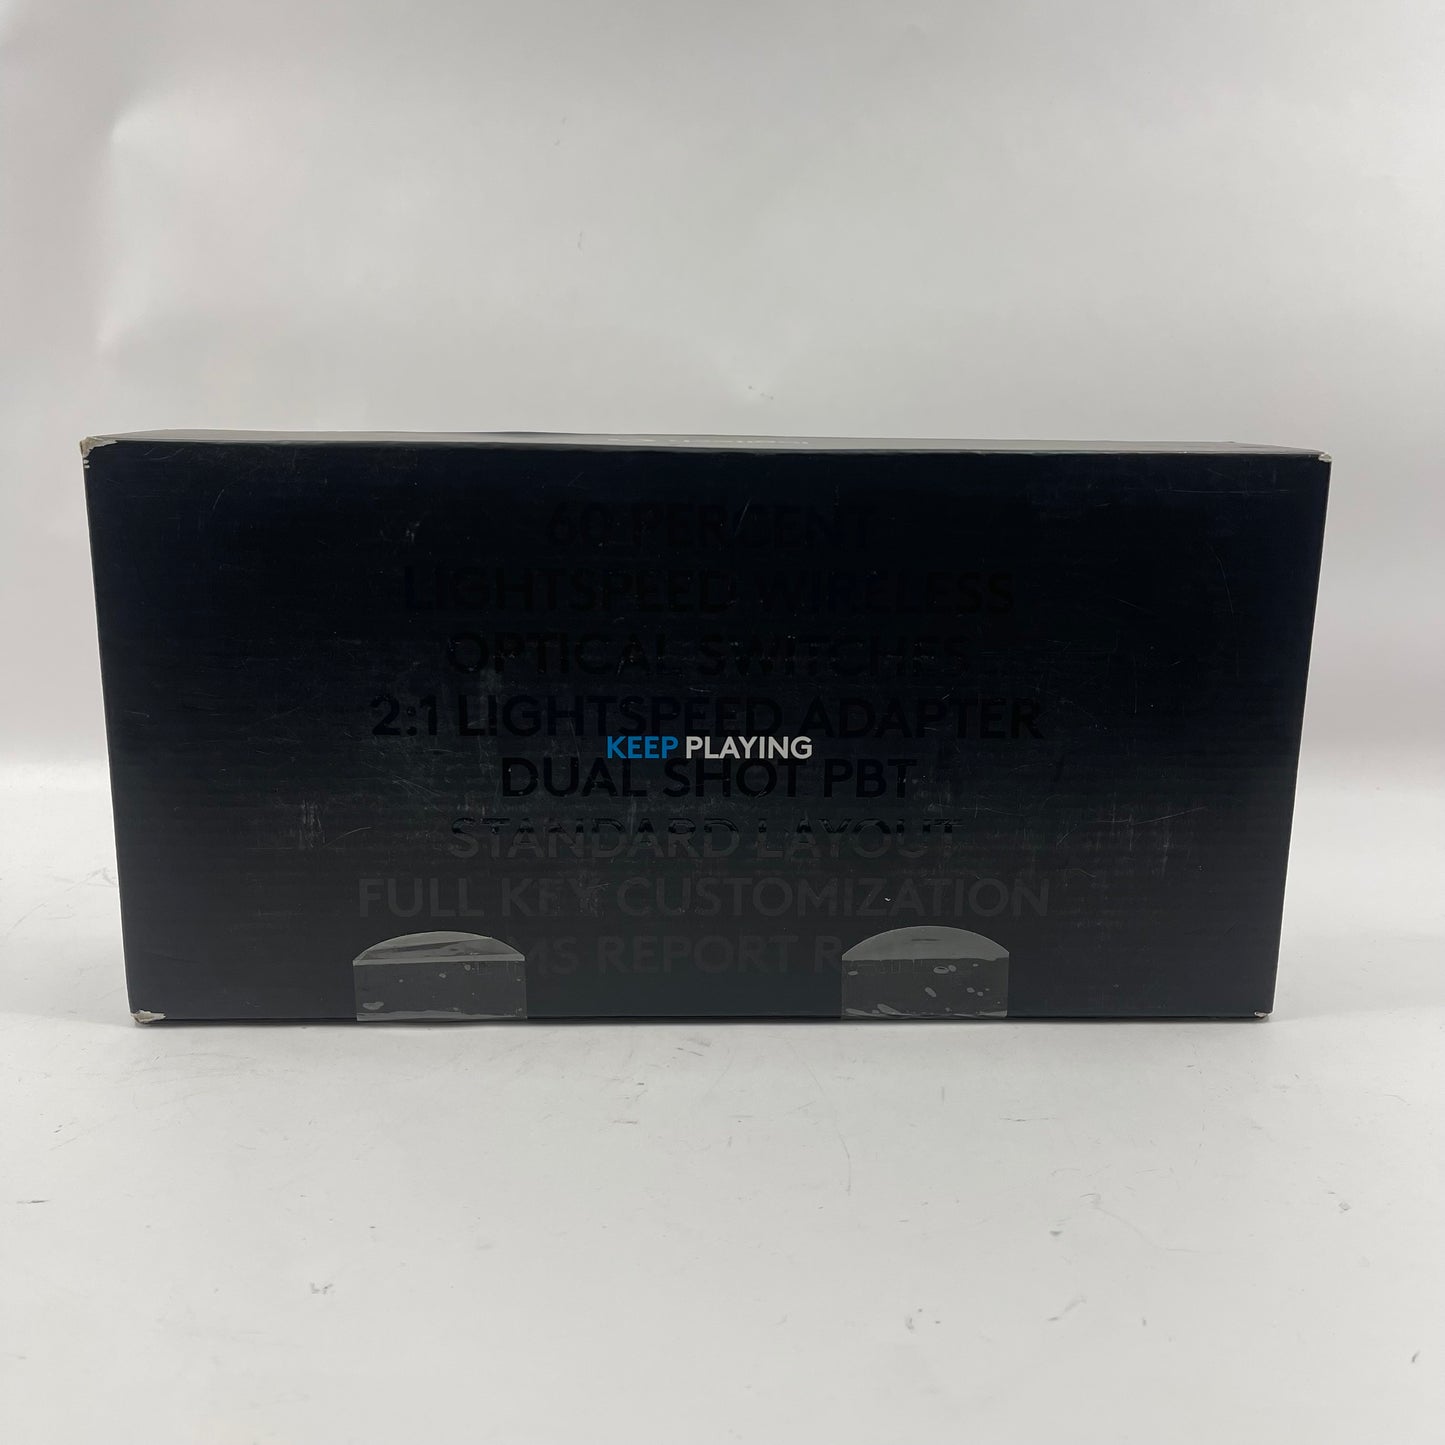 60 PERCENT
LIGHTSPEED WIRELESS
OPTICAL SWITCHES
2:1 LIGHTSPEED ADAPTER
KEEP PLAYING
DUAL SHOT PBT
STANDARD LAYOUT
FULL KEY CUSTOMIZATION
REPORT